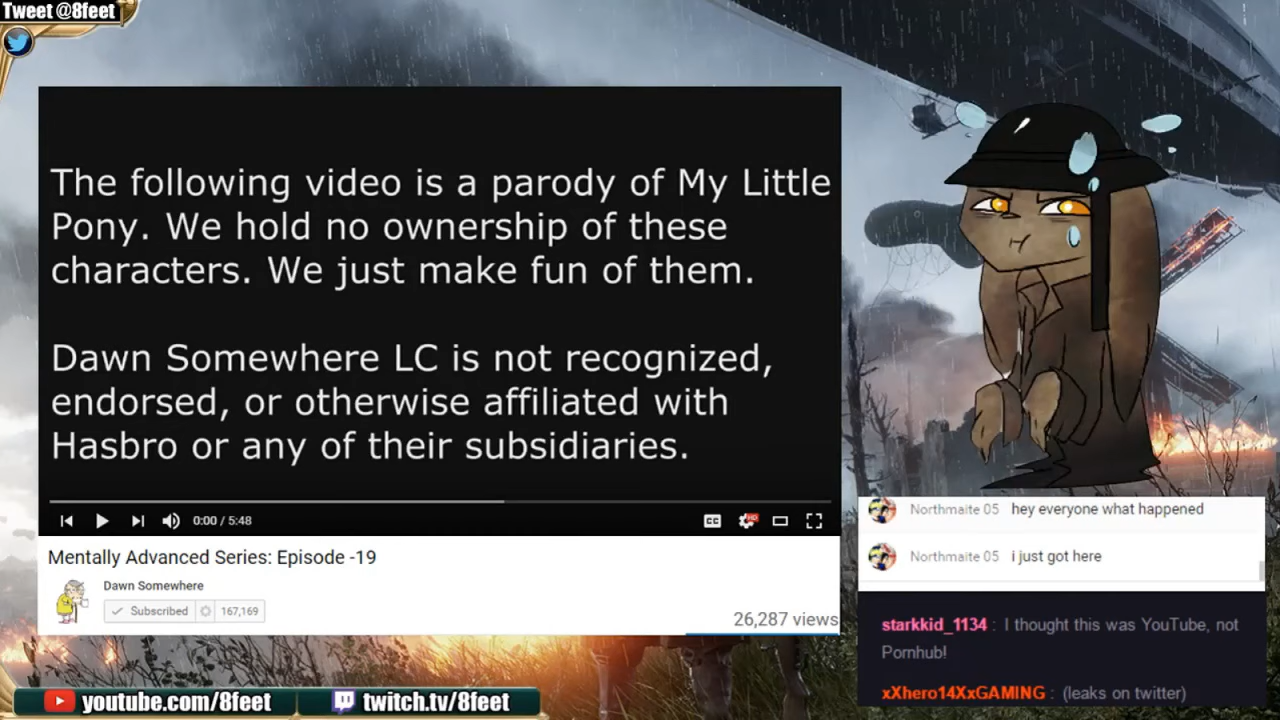 Tweet @8feet
The following video is a parody of My Little
Pony. We hold no ownership of these
characters. We just make fun of them.
Dawn Somewhere LC is not recognized,
endorsed, or otherwise affiliated with
Hasbro or any of their subsidiaries.
0:00 / 5:48
CC
HD
Mentally Advanced Series: Episode -19
Dawn Somewhere
Subscribed 167,169
26,287 views
Northmaite 05 hey everyone what happened
Northmaite 05 i just got here
starkkid_1134 : I thought this was YouTube, not
Pornhub!
xXhero14XxGAMING : (leaks on twitter)
youtube.com/8feet
twitch.tv/8feet